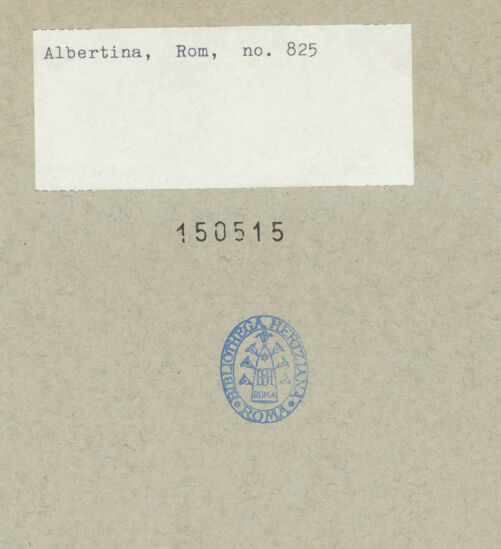 Albertina, Rom, no. 825
150515
BIBLIOTHECA HERTZIANA
ROMA
ROMA